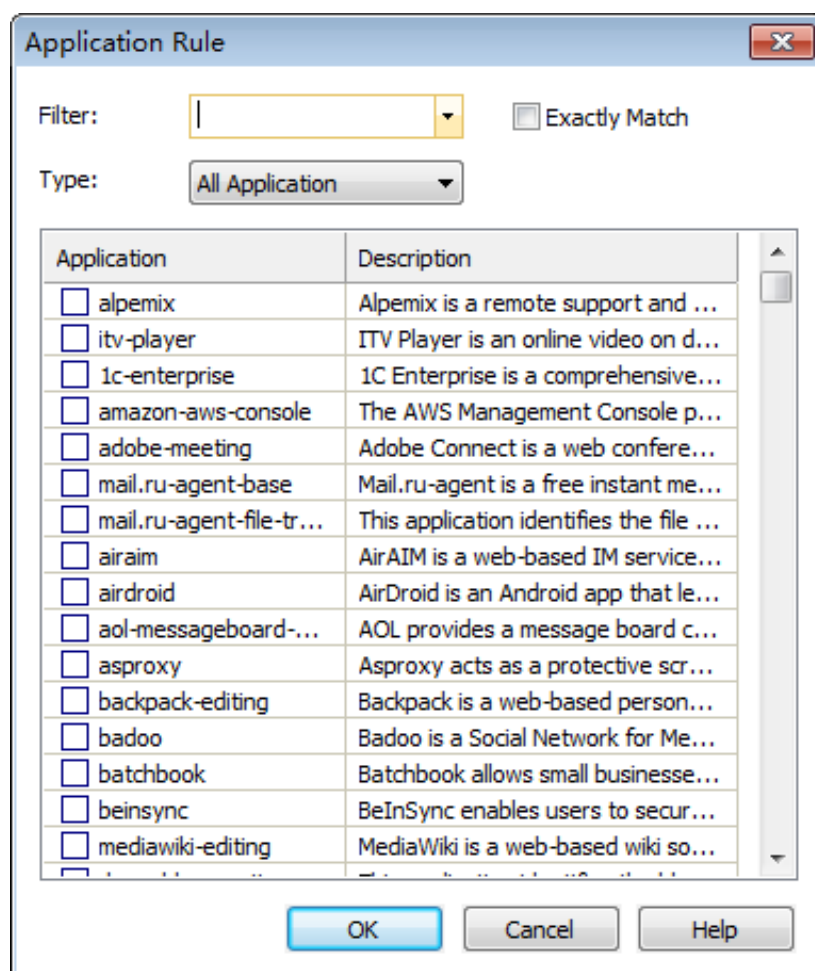 Application Rule
Filter:
Exactly Match
Type: All Application
Application Description
alpemix Alpemix is a remote support and ...
itv-player ITV Player is an online video on d...
1c-enterprise 1C Enterprise is a comprehensive...
amazon-aws-console The AWS Management Console p...
adobe-meeting Adobe Connect is a web confere...
mail.ru-agent-base Mail.ru-agent is a free instant me...
mail.ru-agent-file-tr... This application identifies the file ...
airaim AirAIM is a web-based IM service...
airdroid AirDroid is an Android app that le...
aol-messageboard-... AOL provides a message board c...
asproxy Asproxy acts as a protective scr...
backpack-editing Backpack is a web-based person...
badoo Badoo is a Social Network for Me...
batchbook Batchbook allows small businesse...
beinsync BeInSync enables users to secur...
mediawiki-editing MediaWiki is a web-based wiki so...
OK Cancel Help